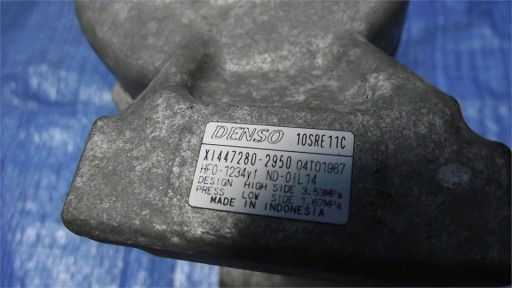 DENSO 10SRE11C
X1447280-2950 04T01967
HFO-1234yf ND-OIL14
DESIGN HIGH SIDE 3.53MPa
PRESS LOW SIDE 1.67MPa
MADE IN INDONESIA